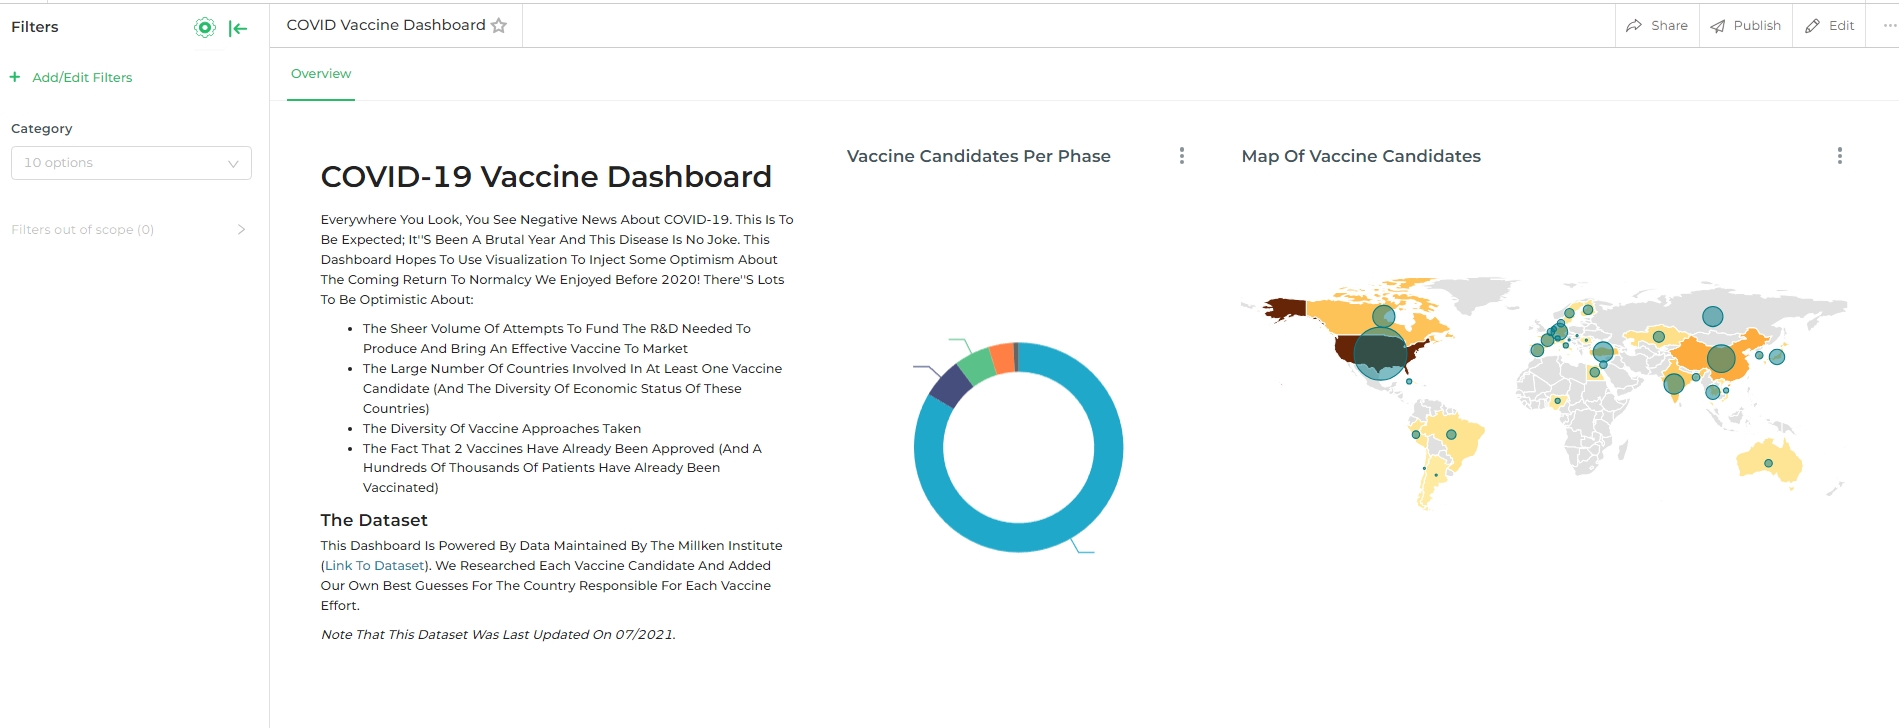 Filters
COVID Vaccine Dashboard
Share
Publish
Edit
Add/Edit Filters
Overview
Category
10 options
Filters out of scope (0)
COVID-19 Vaccine Dashboard
Everywhere You Look, You See Negative News About COVID-19. This Is To
Be Expected; It''S Been A Brutal Year And This Disease Is No Joke. This
Dashboard Hopes To Use Visualization To Inject Some Optimism About
The Coming Return To Normalcy We Enjoyed Before 2020! There''S Lots
To Be Optimistic About:
• The Sheer Volume Of Attempts To Fund The R&D Needed To
Produce And Bring An Effective Vaccine To Market
• The Large Number Of Countries Involved In At Least One Vaccine
Candidate (And The Diversity Of Economic Status Of These
Countries)
• The Diversity Of Vaccine Approaches Taken
• The Fact That 2 Vaccines Have Already Been Approved (And A
Hundreds Of Thousands Of Patients Have Already Been
Vaccinated)
The Dataset
This Dashboard Is Powered By Data Maintained By The Millken Institute
(Link To Dataset). We Researched Each Vaccine Candidate And Added
Our Own Best Guesses For The Country Responsible For Each Vaccine
Effort.
Note That This Dataset Was Last Updated On 07/2021.
Vaccine Candidates Per Phase
Map Of Vaccine Candidates